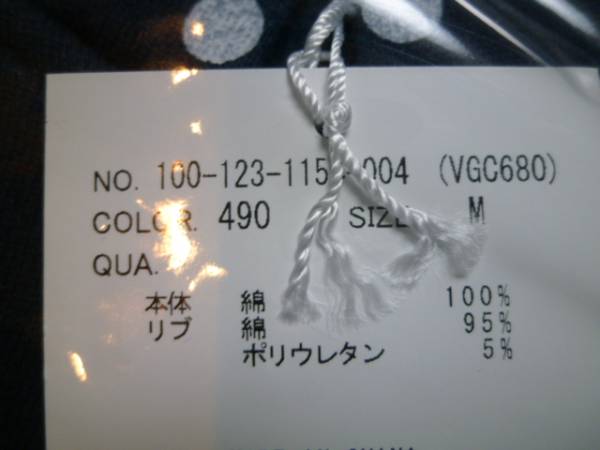 NO. 100-123-115 -004 (VGC680)
COLOR. 490 SIZE M
QUA.
本体 綿 100%
リブ 綿 95%
ポリウレタン 5%